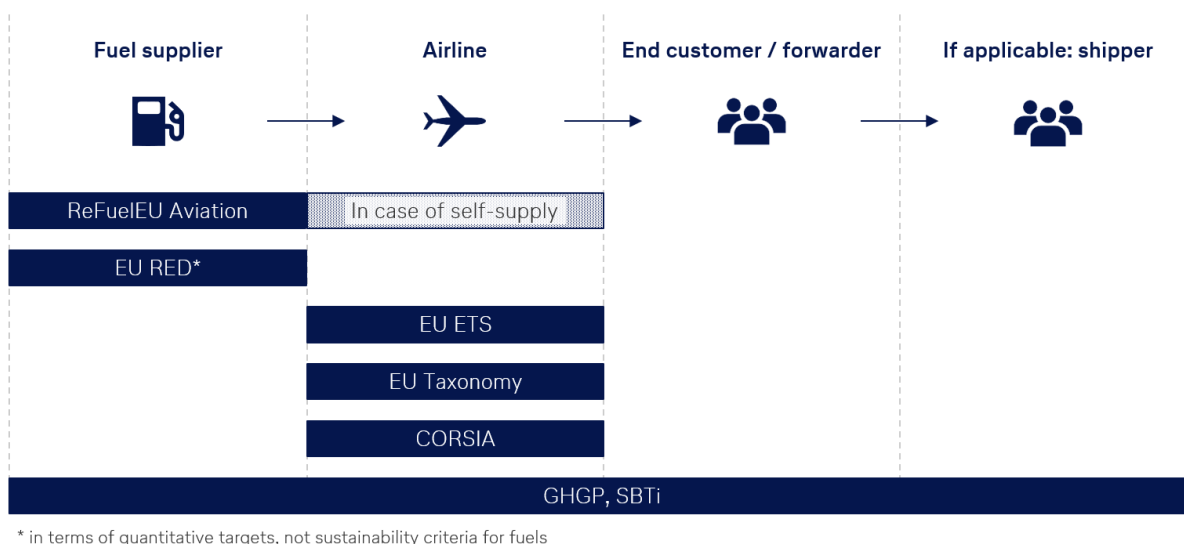 Fuel supplier
Airline
End customer / forwarder
If applicable: shipper
ReFuelEU Aviation
In case of self-supply
EU RED*
EU ETS
EU Taxonomy
CORSIA
GHGP, SBTi
* in terms of quantitative targets, not sustainability criteria for fuels